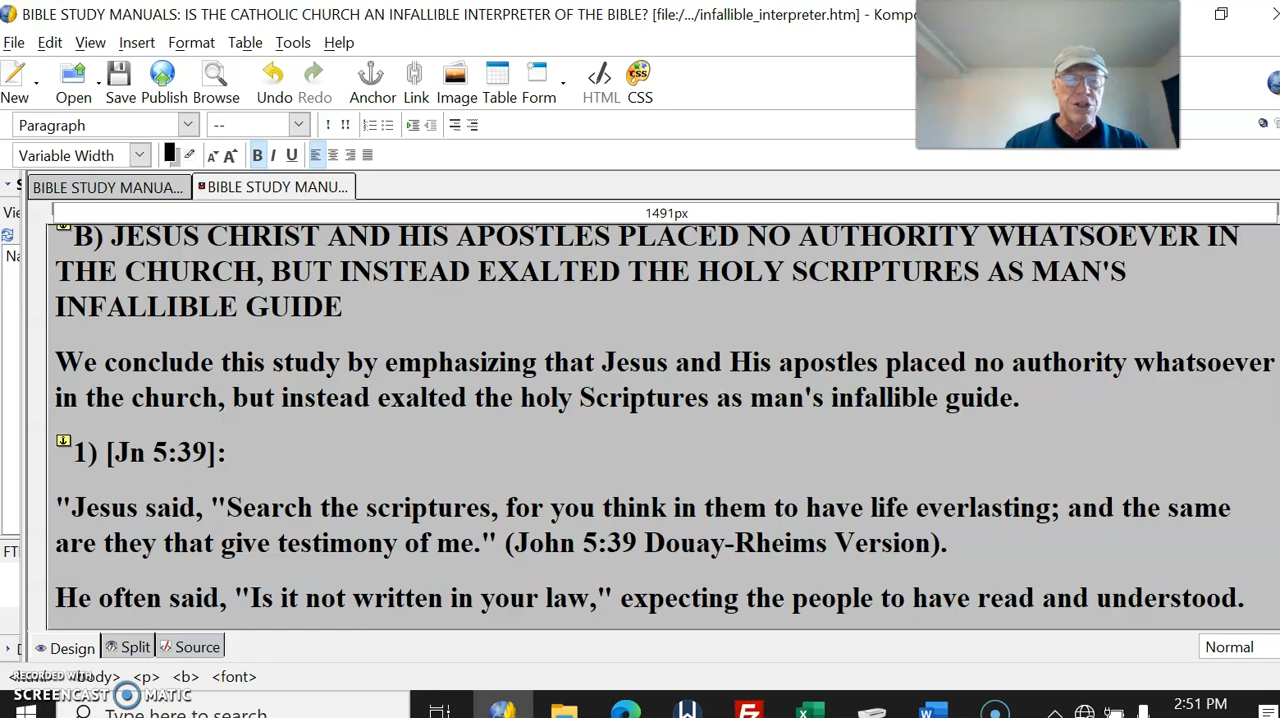 BIBLE STUDY MANUALS: IS THE CATHOLIC CHURCH AN INFALLIBLE INTERPRETER OF THE BIBLE? [file:/.../infallible_interpreter.htm] - Kompo
File Edit View Insert Format Table Tools Help
New Open Save Publish Browse Undo Redo Anchor Link Image Table Form HTML CSS
Paragraph --
Variable Width B I U
BIBLE STUDY MANUA... BIBLE STUDY MANU...
1491px
B) JESUS CHRIST AND HIS APOSTLES PLACED NO AUTHORITY WHATSOEVER IN
THE CHURCH, BUT INSTEAD EXALTED THE HOLY SCRIPTURES AS MAN'S
INFALLIBLE GUIDE
We conclude this study by emphasizing that Jesus and His apostles placed no authority whatsoever
in the church, but instead exalted the holy Scriptures as man's infallible guide.
1) [Jn 5:39]:
"Jesus said, "Search the scriptures, for you think in them to have life everlasting; and the same
are they that give testimony of me." (John 5:39 Douay-Rheims Version).
He often said, "Is it not written in your law," expecting the people to have read and understood.
Design Split Source Normal
<body> <p> <b> <font>
RECORDED WITH
SCREENCAST MATIC
Type here to search
2:51 PM